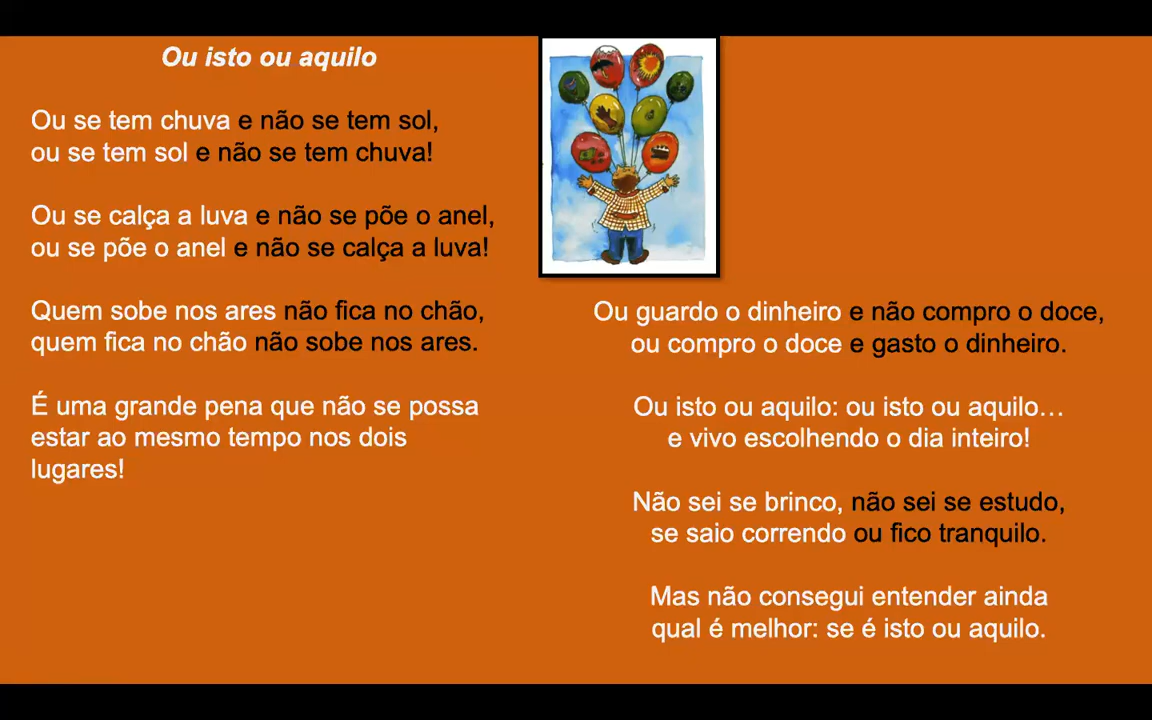 Ou isto ou aquilo
Ou se tem chuva e não se tem sol,
ou se tem sol e não se tem chuva!
Ou se calça a luva e não se põe o anel,
ou se põe o anel e não se calça a luva!
Quem sobe nos ares não fica no chão,
quem fica no chão não sobe nos ares.
É uma grande pena que não se possa
estar ao mesmo tempo nos dois
lugares!
Ou guardo o dinheiro e não compro o doce,
ou compro o doce e gasto o dinheiro.
Ou isto ou aquilo: ou isto ou aquilo…
e vivo escolhendo o dia inteiro!
Não sei se brinco, não sei se estudo,
se saio correndo ou fico tranquilo.
Mas não consegui entender ainda
qual é melhor: se é isto ou aquilo.